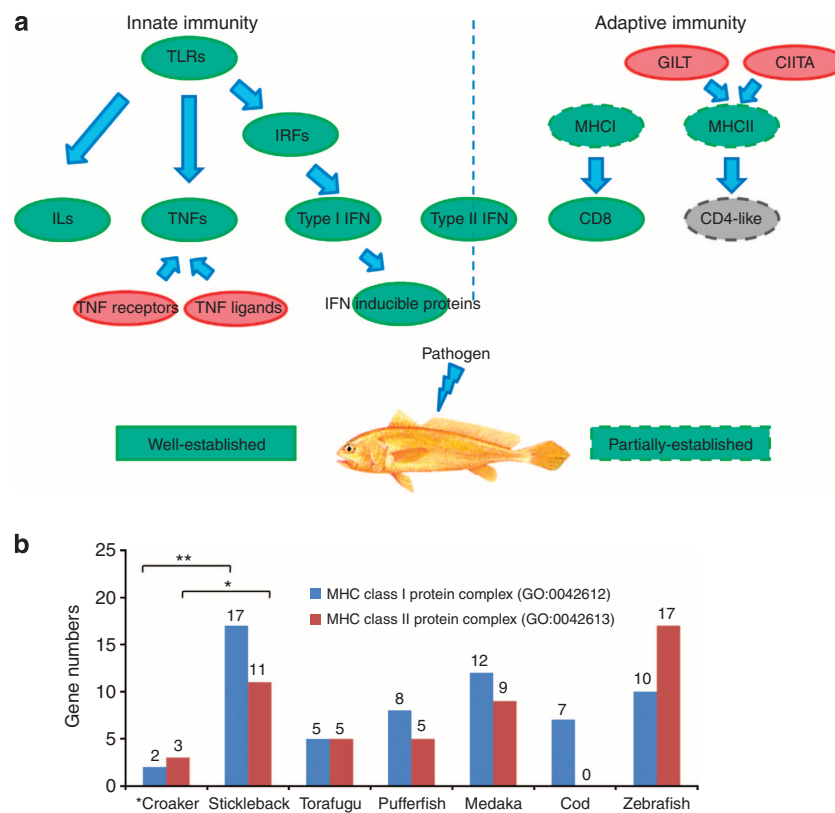 a
Innate immunity
Adaptive immunity
TLRs
GILT
CIITA
IRFs
MHCI
MHCII
ILs
TNFs
Type I IFN
Type II IFN
CD8
CD4-like
TNF receptors
TNF ligands
IFN inducible proteins
Pathogen
Well-established
Partially-established
b
Gene numbers
25
20
15
10
5
0
**
*
MHC class I protein complex (GO:0042612)
MHC class II protein complex (GO:0042613)
2
3
17
11
5
5
8
5
12
9
7
0
10
17
*Croaker
Stickleback
Torafugu
Pufferfish
Medaka
Cod
Zebrafish